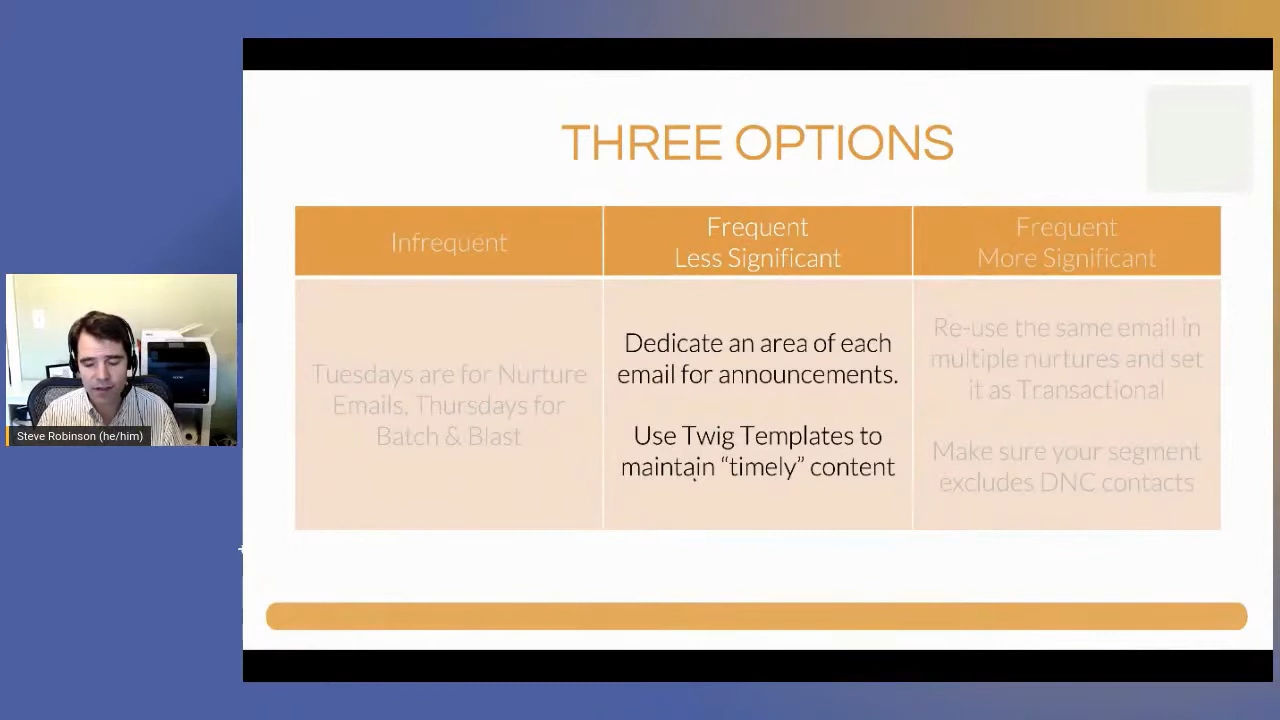 THREE OPTIONS
Infrequent
Frequent
Less Significant
Frequent
More Significant
Tuesdays are for Nurture
Emails, Thursdays for
Batch & Blast
Dedicate an area of each
email for announcements.
Use Twig Templates to
maintain “timely” content
Re-use the same email in
multiple nurtures and set
it as Transactional
Make sure your segment
excludes DNC contacts
Steve Robinson (he/him)